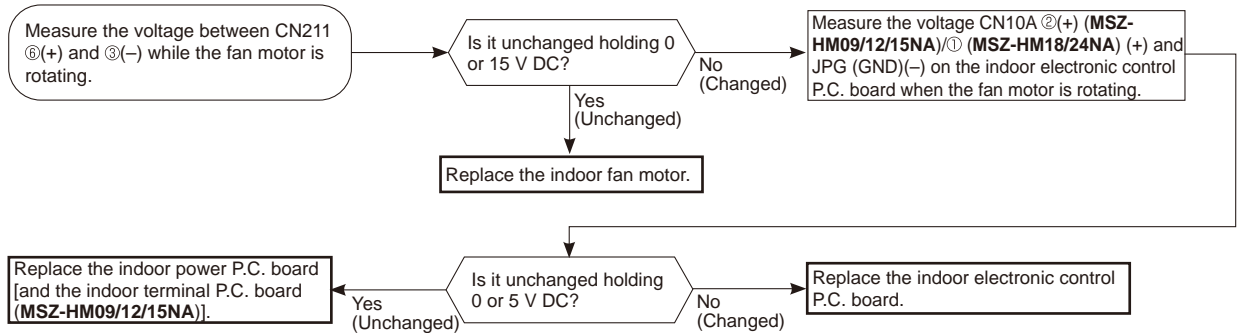 Measure the voltage between CN211
⑥(+) and ③(–) while the fan motor is
rotating.
Is it unchanged holding 0
or 15 V DC?
No
(Changed)
Yes
(Unchanged)
Measure the voltage CN10A ②(+) (MSZ-
HM09/12/15NA)/① (MSZ-HM18/24NA) (+) and
JPG (GND)(–) on the indoor electronic control
P.C. board when the fan motor is rotating.
Replace the indoor fan motor.
Is it unchanged holding
0 or 5 V DC?
Yes
(Unchanged)
No
(Changed)
Replace the indoor power P.C. board
[and the indoor terminal P.C. board
(MSZ-HM09/12/15NA)].
Replace the indoor electronic control
P.C. board.